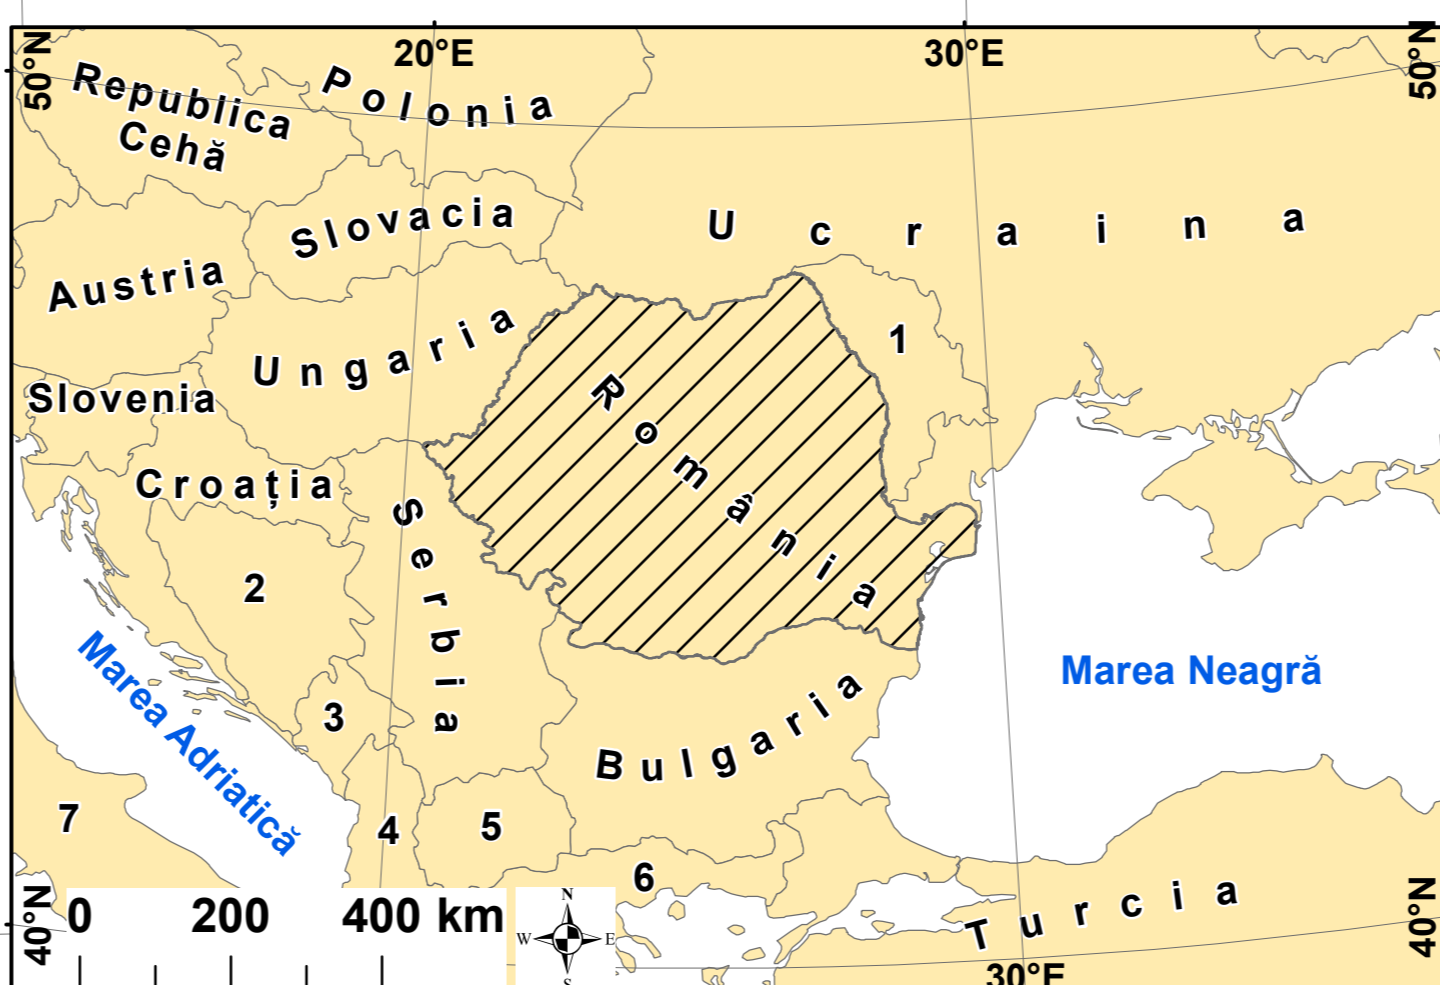 20°E
30°E
50°N
50°N
Republica
Cehă
Polonia
Slovacia
Ucraina
Austria
Ungaria
1
Slovenia
România
Croația
Serbia
2
Marea Neagră
Marea Adriatică
3
Bulgaria
7
4
5
6
Turcia
40°N
40°N
0 200 400 km
N
W E
S
30°E